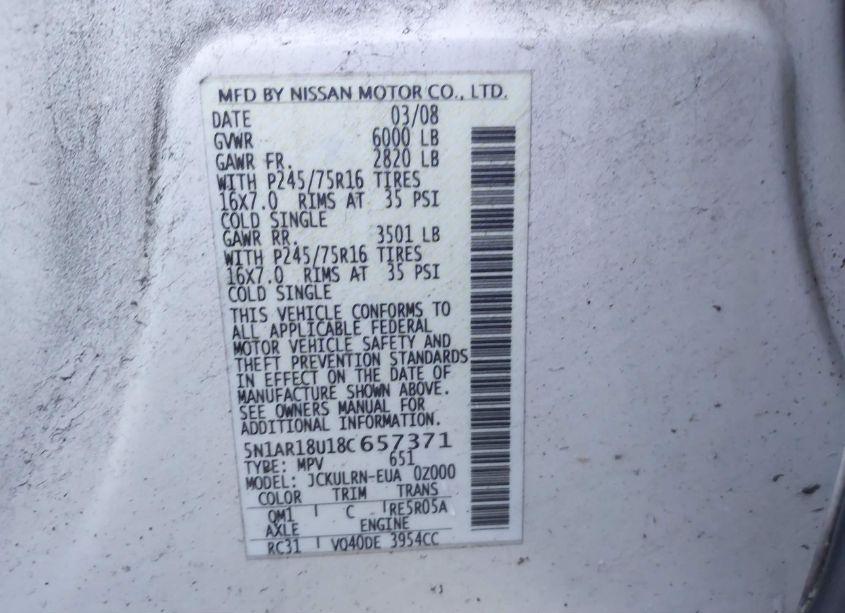 MFD BY NISSAN MOTOR CO., LTD.
DATE 03/08
GVWR 6000 LB
GAWR FR. 2820 LB
WITH P245/75R16 TIRES
16X7.0 RIMS AT 35 PSI
COLD SINGLE
GAWR RR. 3501 LB
WITH P245/75R16 TIRES
16X7.0 RIMS AT 35 PSI
COLD SINGLE
THIS VEHICLE CONFORMS TO
ALL APPLICABLE FEDERAL
MOTOR VEHICLE SAFETY AND
THEFT PREVENTION STANDARDS
IN EFFECT ON THE DATE OF
MANUFACTURE SHOWN ABOVE.
SEE OWNERS MANUAL FOR
ADDITIONAL INFORMATION.
5N1AR18U18C657371
TYPE: MPV 651
MODEL: JCKULRN-EUA 0Z000
COLOR TRIM TRANS
QM1 C RE5R05A
AXLE ENGINE
RC31 VQ40DE 3954CC